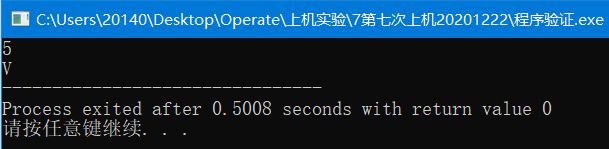 C:\Users\20140\Desktop\Operate\上机实验\7第七次上机20201222\程序验证.exe
5
V
--------------------------------
Process exited after 0.5008 seconds with return value 0
请按任意键继续. . .